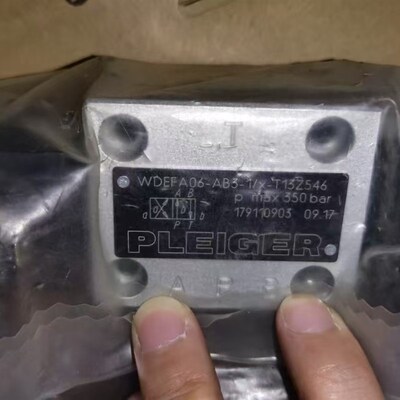 WDEFA06-AB3-1/x-T13Z546
p max 350 bar
179110903 09.17
A B
a
b
P T
PLEIGER